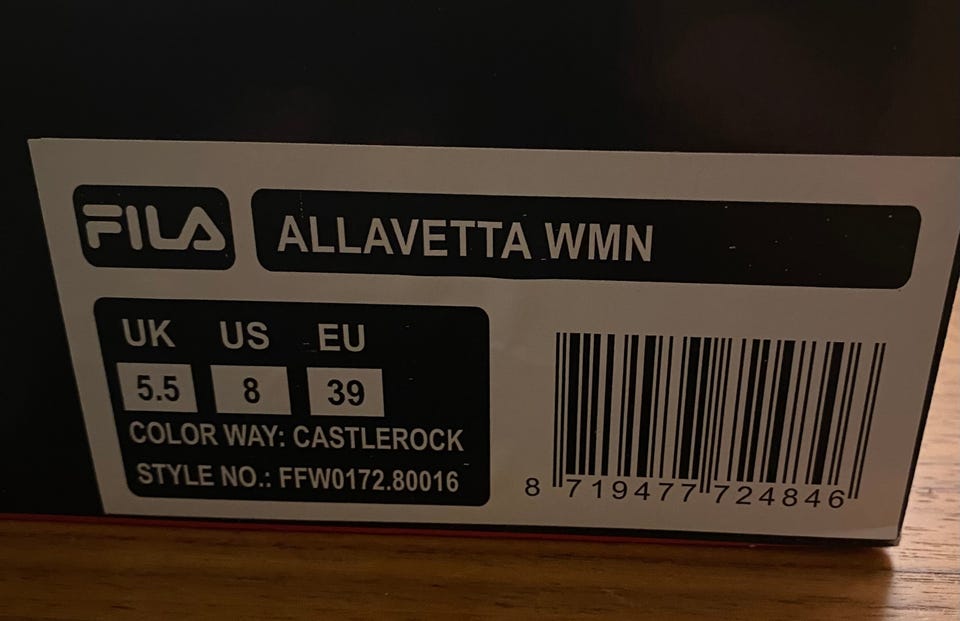 FILA
ALLAVETTA WMN
UK US EU
5.5 8 39
COLOR WAY: CASTLEROCK
STYLE NO.: FFW0172.80016
8 719477 724846